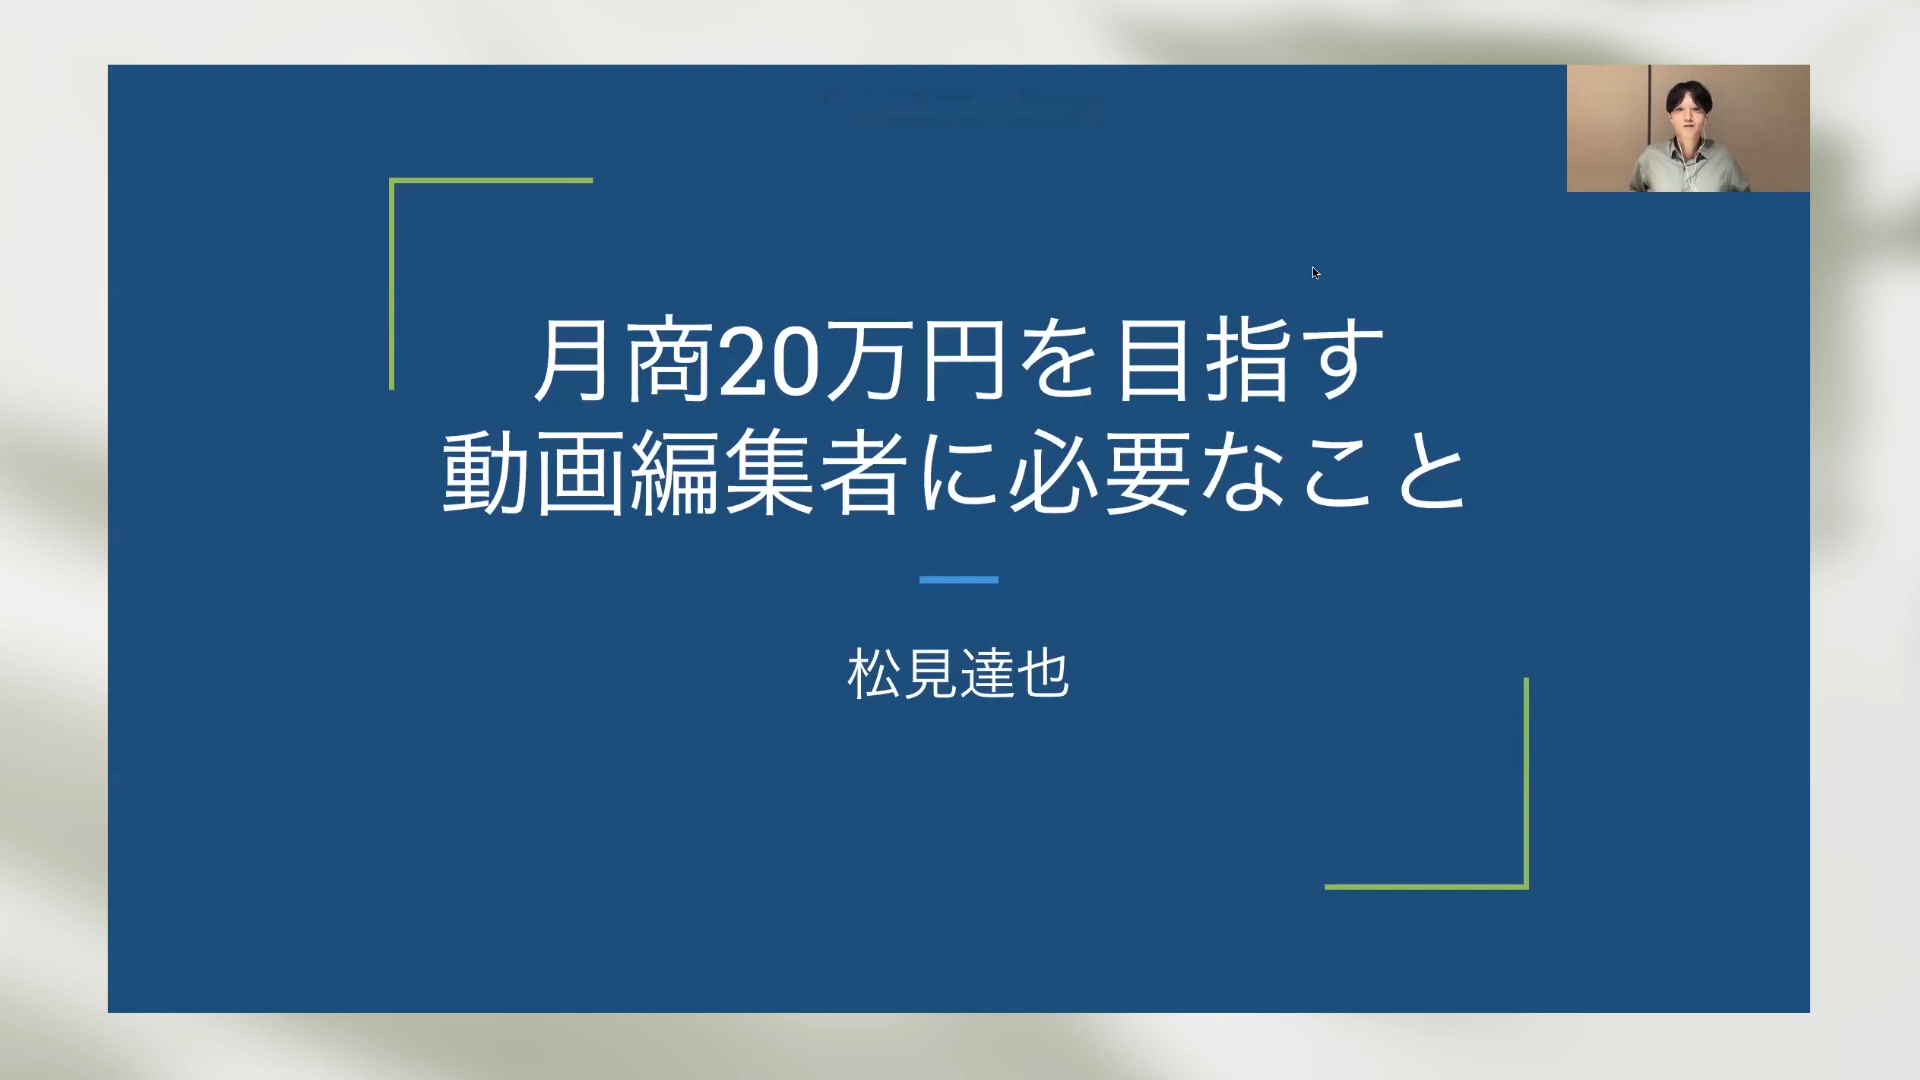 月商20万円を目指す
動画編集者に必要なこと
松見達也